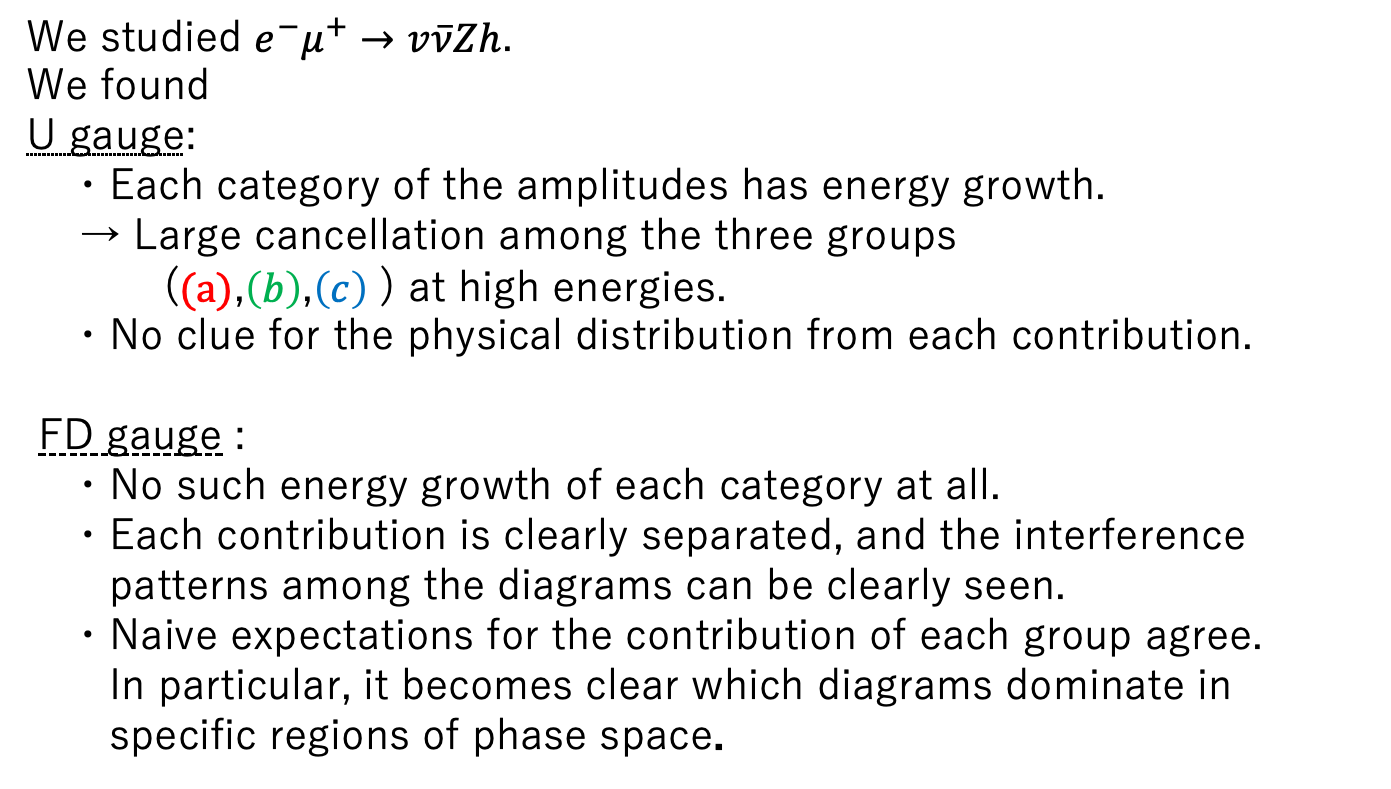 We studied e⁻μ⁺ → νν̄Zh.
We found
U gauge:
・Each category of the amplitudes has energy growth.
→ Large cancellation among the three groups
((a),(b),(c) ) at high energies.
・No clue for the physical distribution from each contribution.
FD gauge :
・No such energy growth of each category at all.
・Each contribution is clearly separated, and the interference
patterns among the diagrams can be clearly seen.
・Naive expectations for the contribution of each group agree.
In particular, it becomes clear which diagrams dominate in
specific regions of phase space.